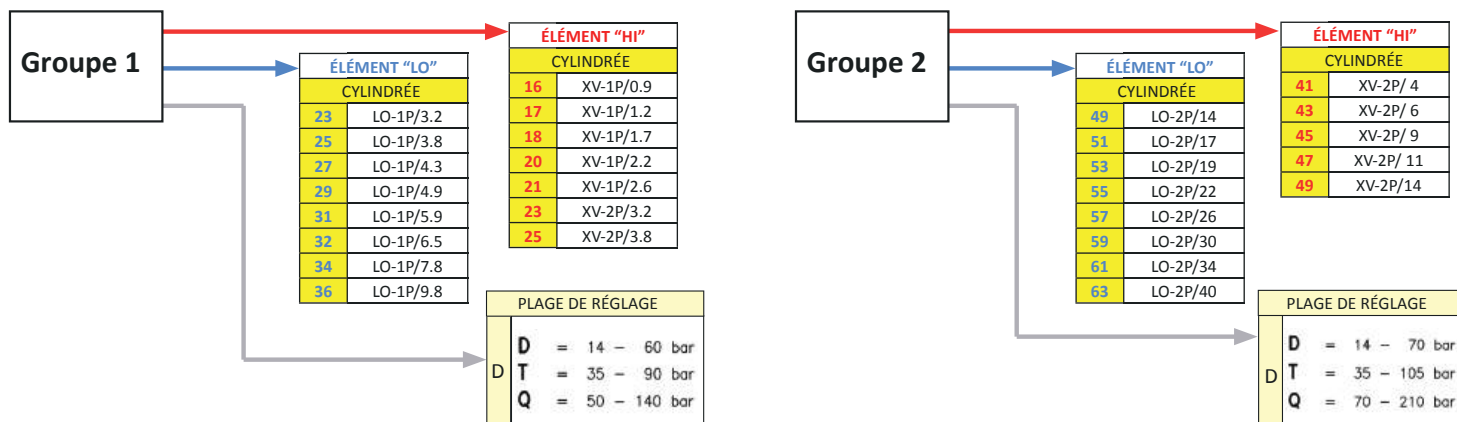 Groupe 1
ÉLÉMENT “HI”
CYLINDRÉE
16 XV-1P/0.9
17 XV-1P/1.2
18 XV-1P/1.7
20 XV-1P/2.2
21 XV-1P/2.6
23 XV-2P/3.2
25 XV-2P/3.8
ÉLÉMENT “LO”
CYLINDRÉE
23 LO-1P/3.2
25 LO-1P/3.8
27 LO-1P/4.3
29 LO-1P/4.9
31 LO-1P/5.9
32 LO-1P/6.5
34 LO-1P/7.8
36 LO-1P/9.8
PLAGE DE RÉGLAGE
D
D = 14 – 60 bar
T = 35 – 90 bar
Q = 50 – 140 bar
Groupe 2
ÉLÉMENT “HI”
CYLINDRÉE
41 XV-2P/ 4
43 XV-2P/ 6
45 XV-2P/ 9
47 XV-2P/ 11
49 XV-2P/14
ÉLÉMENT “LO”
CYLINDRÉE
49 LO-2P/14
51 LO-2P/17
53 LO-2P/19
55 LO-2P/22
57 LO-2P/26
59 LO-2P/30
61 LO-2P/34
63 LO-2P/40
PLAGE DE RÉGLAGE
D
D = 14 – 70 bar
T = 35 – 105 bar
Q = 70 – 210 bar